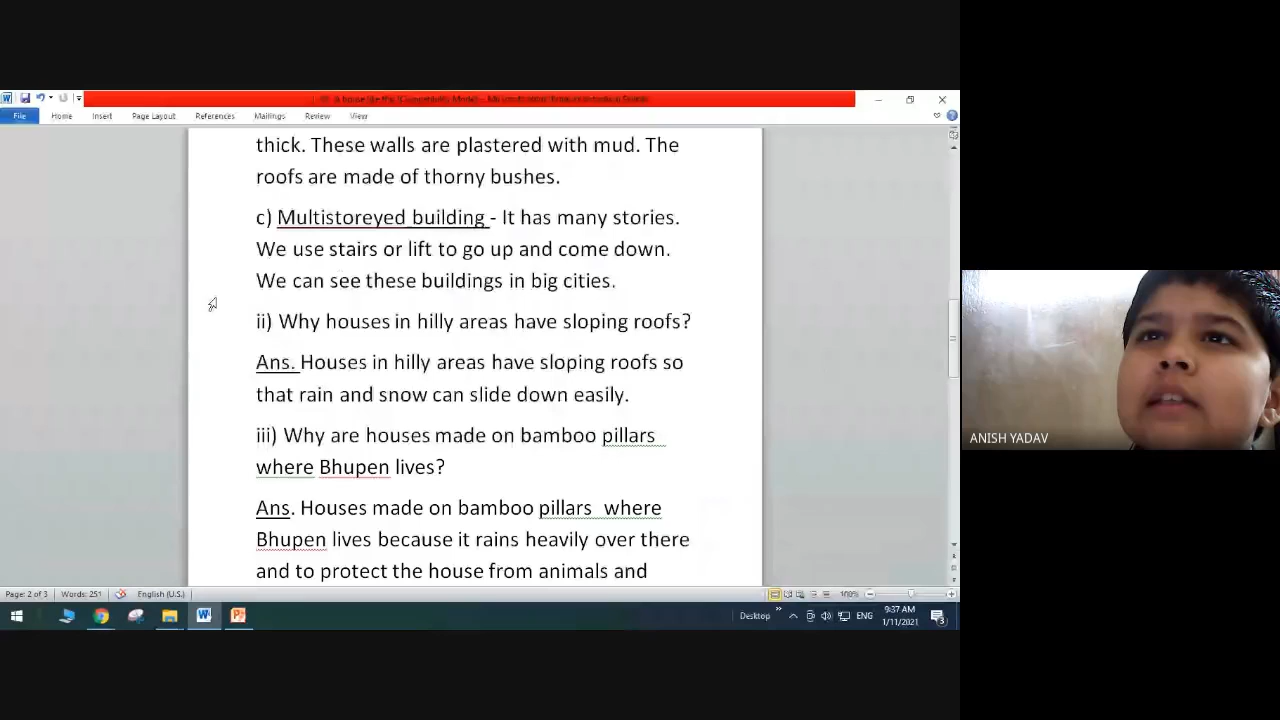 File Home Insert Page Layout References Mailings Review View
thick. These walls are plastered with mud. The
roofs are made of thorny bushes.
c) Multistoreyed building - It has many stories.
We use stairs or lift to go up and come down.
We can see these buildings in big cities.
ii) Why houses in hilly areas have sloping roofs?
Ans. Houses in hilly areas have sloping roofs so
that rain and snow can slide down easily.
iii) Why are houses made on bamboo pillars
where Bhupen lives?
Ans. Houses made on bamboo pillars where
Bhupen lives because it rains heavily over there
and to protect the house from animals and
ANISH YADAV
Page: 2 of 3 Words: 251 English (U.S.) 100%
Desktop ENG 9:37 AM
1/11/2021
3